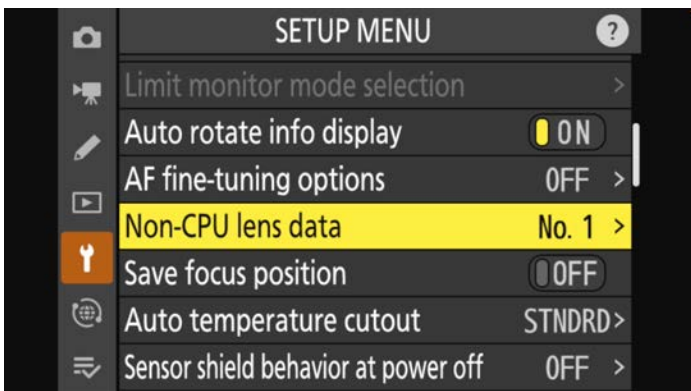 SETUP MENU ?
Limit monitor mode selection >
Auto rotate info display ON
AF fine-tuning options OFF >
Non-CPU lens data No. 1 >
Save focus position OFF
Auto temperature cutout STNDRD>
Sensor shield behavior at power off OFF >